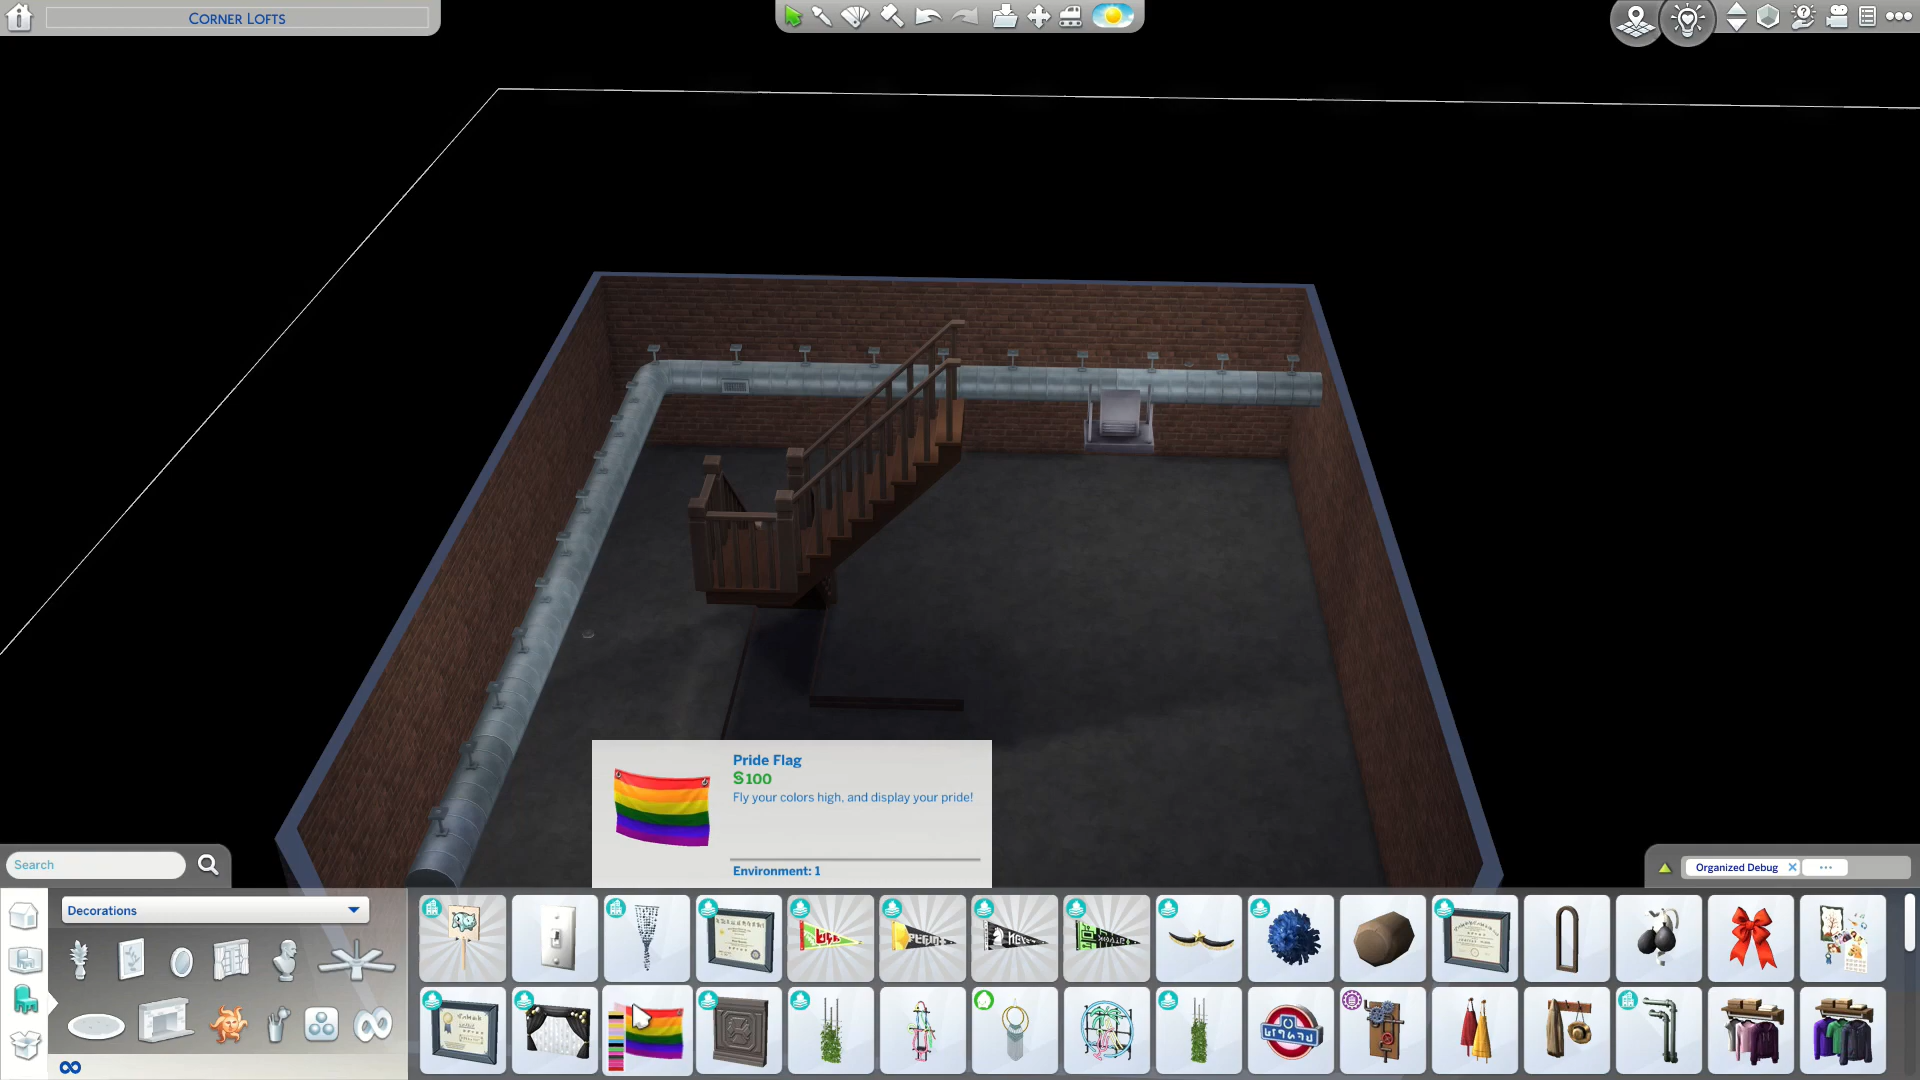 Corner Lofts
Pride Flag
§100
Fly your colors high, and display your pride!
Environment: 1
Search
Organized Debug
Decorations